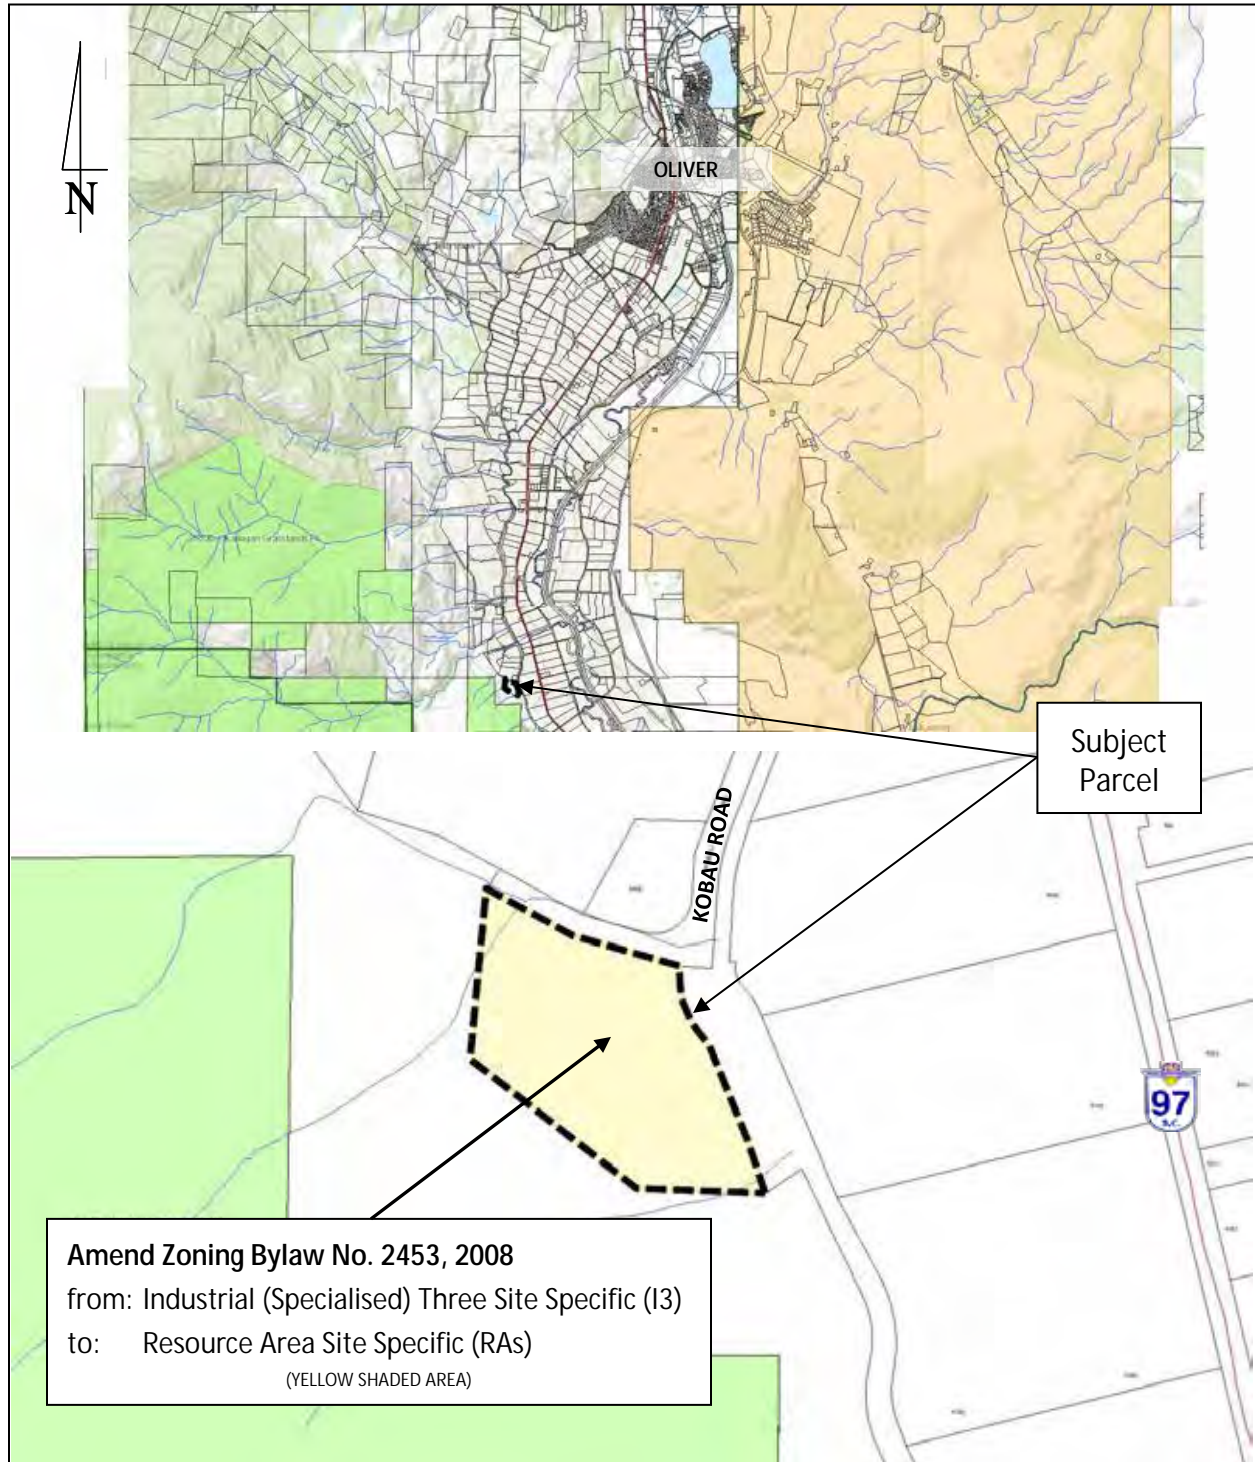 N
OLIVER
Subject
Parcel
KOBAU ROAD
97
B.C.
Amend Zoning Bylaw No. 2453, 2008
from: Industrial (Specialised) Three Site Specific (I3)
to: Resource Area Site Specific (RAs)
(YELLOW SHADED AREA)